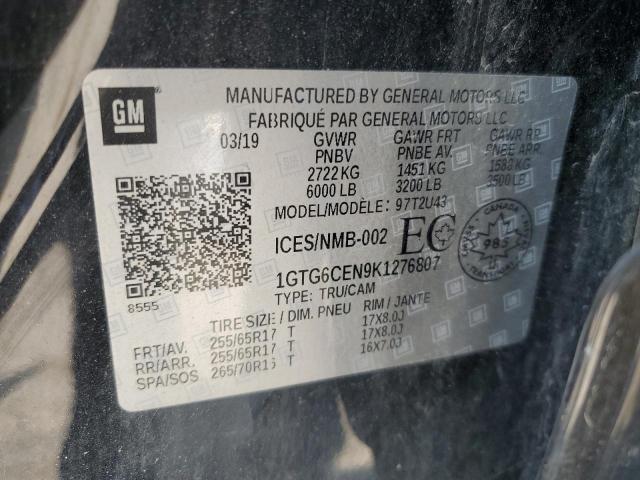 GM
MANUFACTURED BY GENERAL MOTORS LLC
FABRIQUÉ PAR GENERAL MOTORS LLC
03/19 GVWR GAWR FRT GAWR RR
PNBV PNBE AV. PNBE ARR.
2722 KG 1451 KG 1588 KG
6000 LB 3200 LB 3500 LB
MODEL/MODÈLE: 97T2U43
ICES/NMB-002 EC
CANADA
985
1GTG6CEN9K1276807
TYPE: TRU/CAM
8555
TIRE SIZE / DIM. PNEU RIM / JANTE
FRT/AV. 255/65R17 T 17X8.0J
RR/ARR. 255/65R17 T 17X8.0J
SPA/SOS 265/70R16 T 16X7.0J